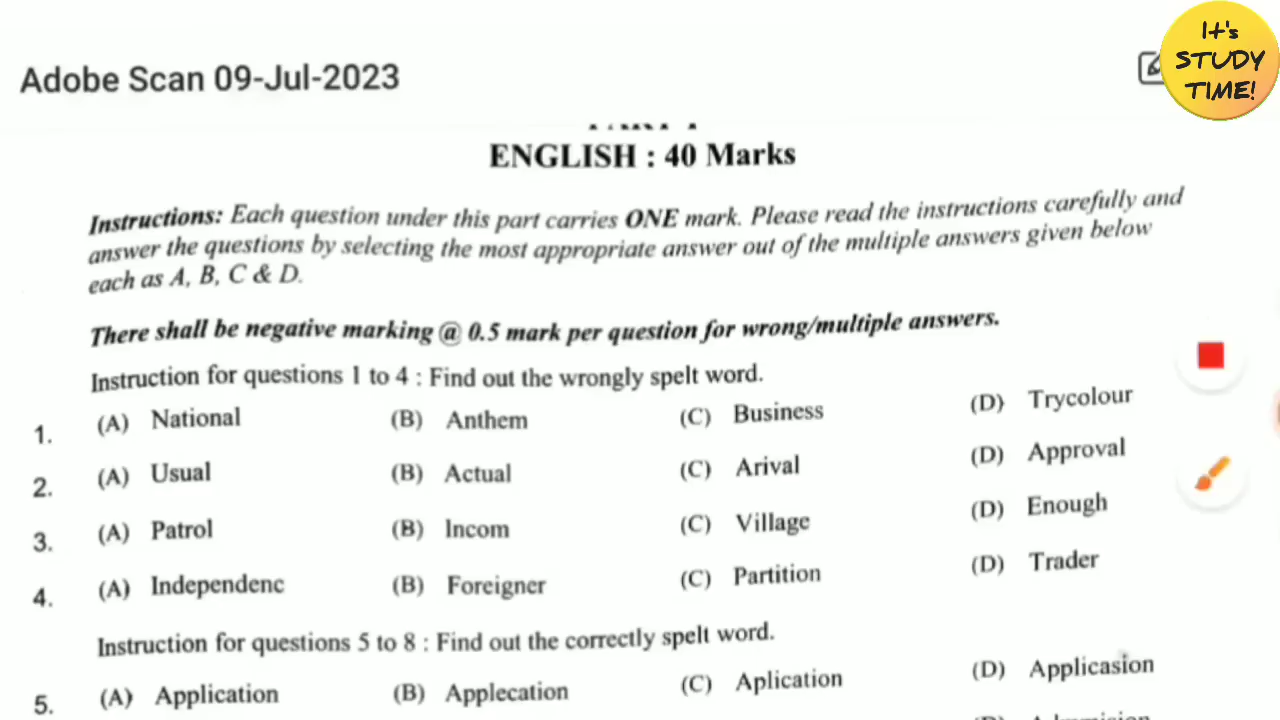 It's
STUDY
TIME!
Adobe Scan 09-Jul-2023
ENGLISH : 40 Marks
Instructions: Each question under this part carries ONE mark. Please read the instructions carefully and
answer the questions by selecting the most appropriate answer out of the multiple answers given below
each as A, B, C & D.
There shall be negative marking @ 0.5 mark per question for wrong/multiple answers.
Instruction for questions 1 to 4 : Find out the wrongly spelt word.
1. (A) National (B) Anthem (C) Business (D) Trycolour
2. (A) Usual (B) Actual (C) Arival (D) Approval
3. (A) Patrol (B) Incom (C) Village (D) Enough
4. (A) Independenc (B) Foreigner (C) Partition (D) Trader
Instruction for questions 5 to 8 : Find out the correctly spelt word.
5. (A) Application (B) Applecation (C) Aplication (D) Applicasion